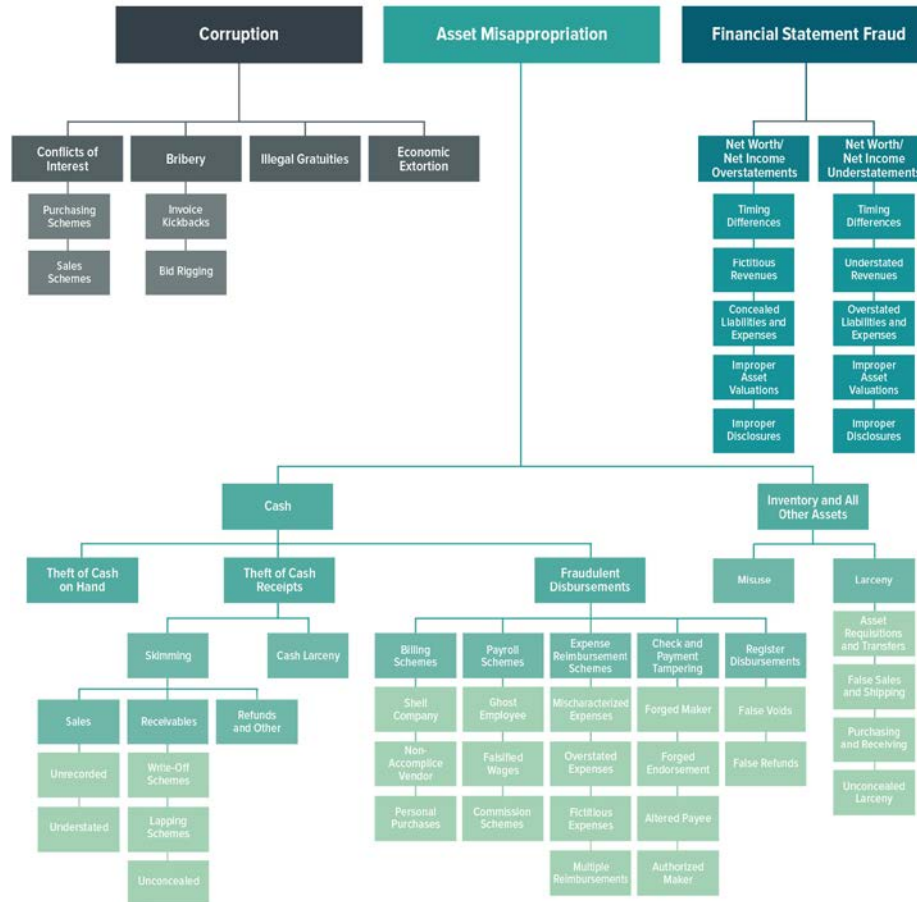 Corruption
Asset Misappropriation
Financial Statement Fraud
Conflicts of
Interest
Bribery
Illegal Gratuities
Economic
Extortion
Net Worth/
Net Income
Overstatements
Net Worth/
Net Income
Understatements
Purchasing
Schemes
Invoice
Kickbacks
Timing
Differences
Timing
Differences
Sales
Schemes
Bid Rigging
Fictitious
Revenues
Understated
Revenues
Concealed
Liabilities and
Expenses
Overstated
Liabilities and
Expenses
Improper
Asset
Valuations
Improper
Asset
Valuations
Improper
Disclosures
Improper
Disclosures
Cash
Inventory and All
Other Assets
Theft of Cash
on Hand
Theft of Cash
Receipts
Fraudulent
Disbursements
Misuse
Larceny
Skimming
Cash Larceny
Billing
Schemes
Payroll
Schemes
Expense
Reimbursement
Schemes
Check and
Payment
Tampering
Register
Disbursements
Asset
Requisitions
and Transfers
Sales
Receivables
Refunds
and Other
Shell
Company
Ghost
Employee
Mischaracterized
Expenses
Forged Maker
False Voids
False Sales
and Shipping
Unrecorded
Write-Off
Schemes
Non-
Accomplice
Vendor
Falsified
Wages
Overstated
Expenses
Forged
Endorsement
False Refunds
Purchasing
and Receiving
Understated
Lapping
Schemes
Personal
Purchases
Commission
Schemes
Fictitious
Expenses
Altered Payee
Unconcealed
Larceny
Unconcealed
Multiple
Reimbursements
Authorized
Maker